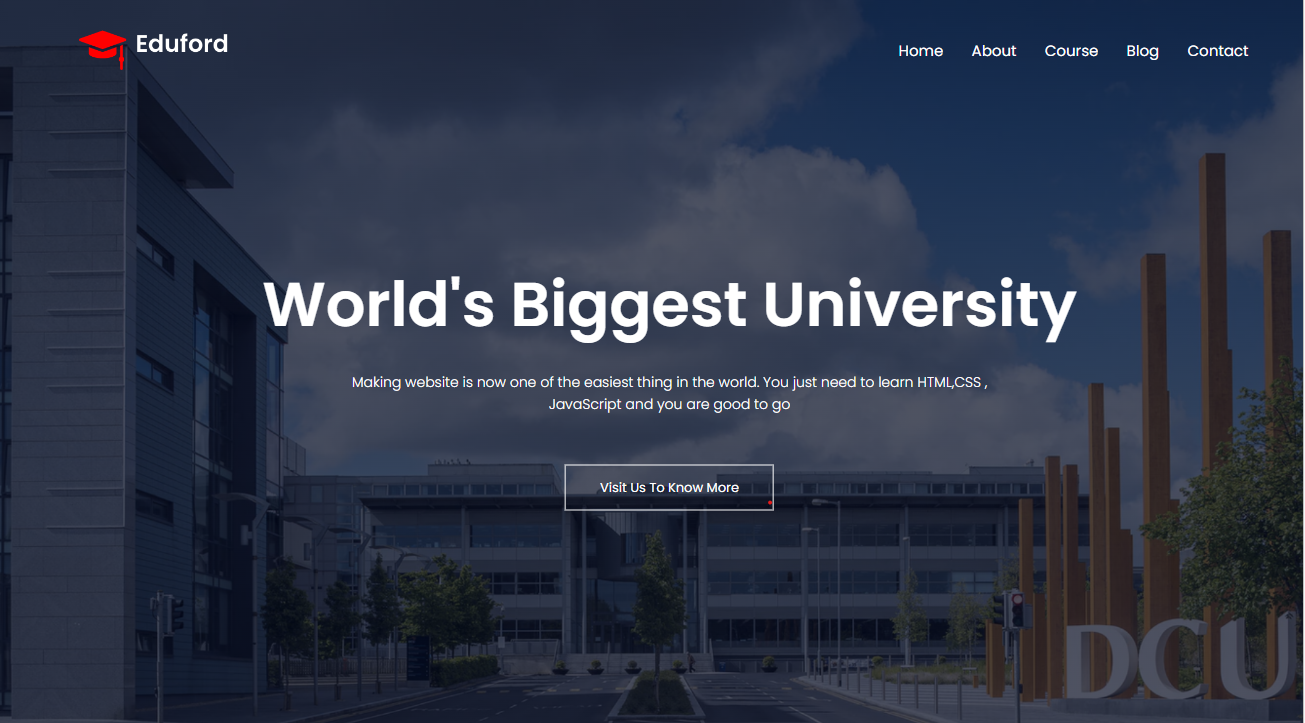 Eduford
Home About Course Blog Contact
World's Biggest University
Making website is now one of the easiest thing in the world. You just need to learn HTML,CSS ,
JavaScript and you are good to go
Visit Us To Know More
DCU